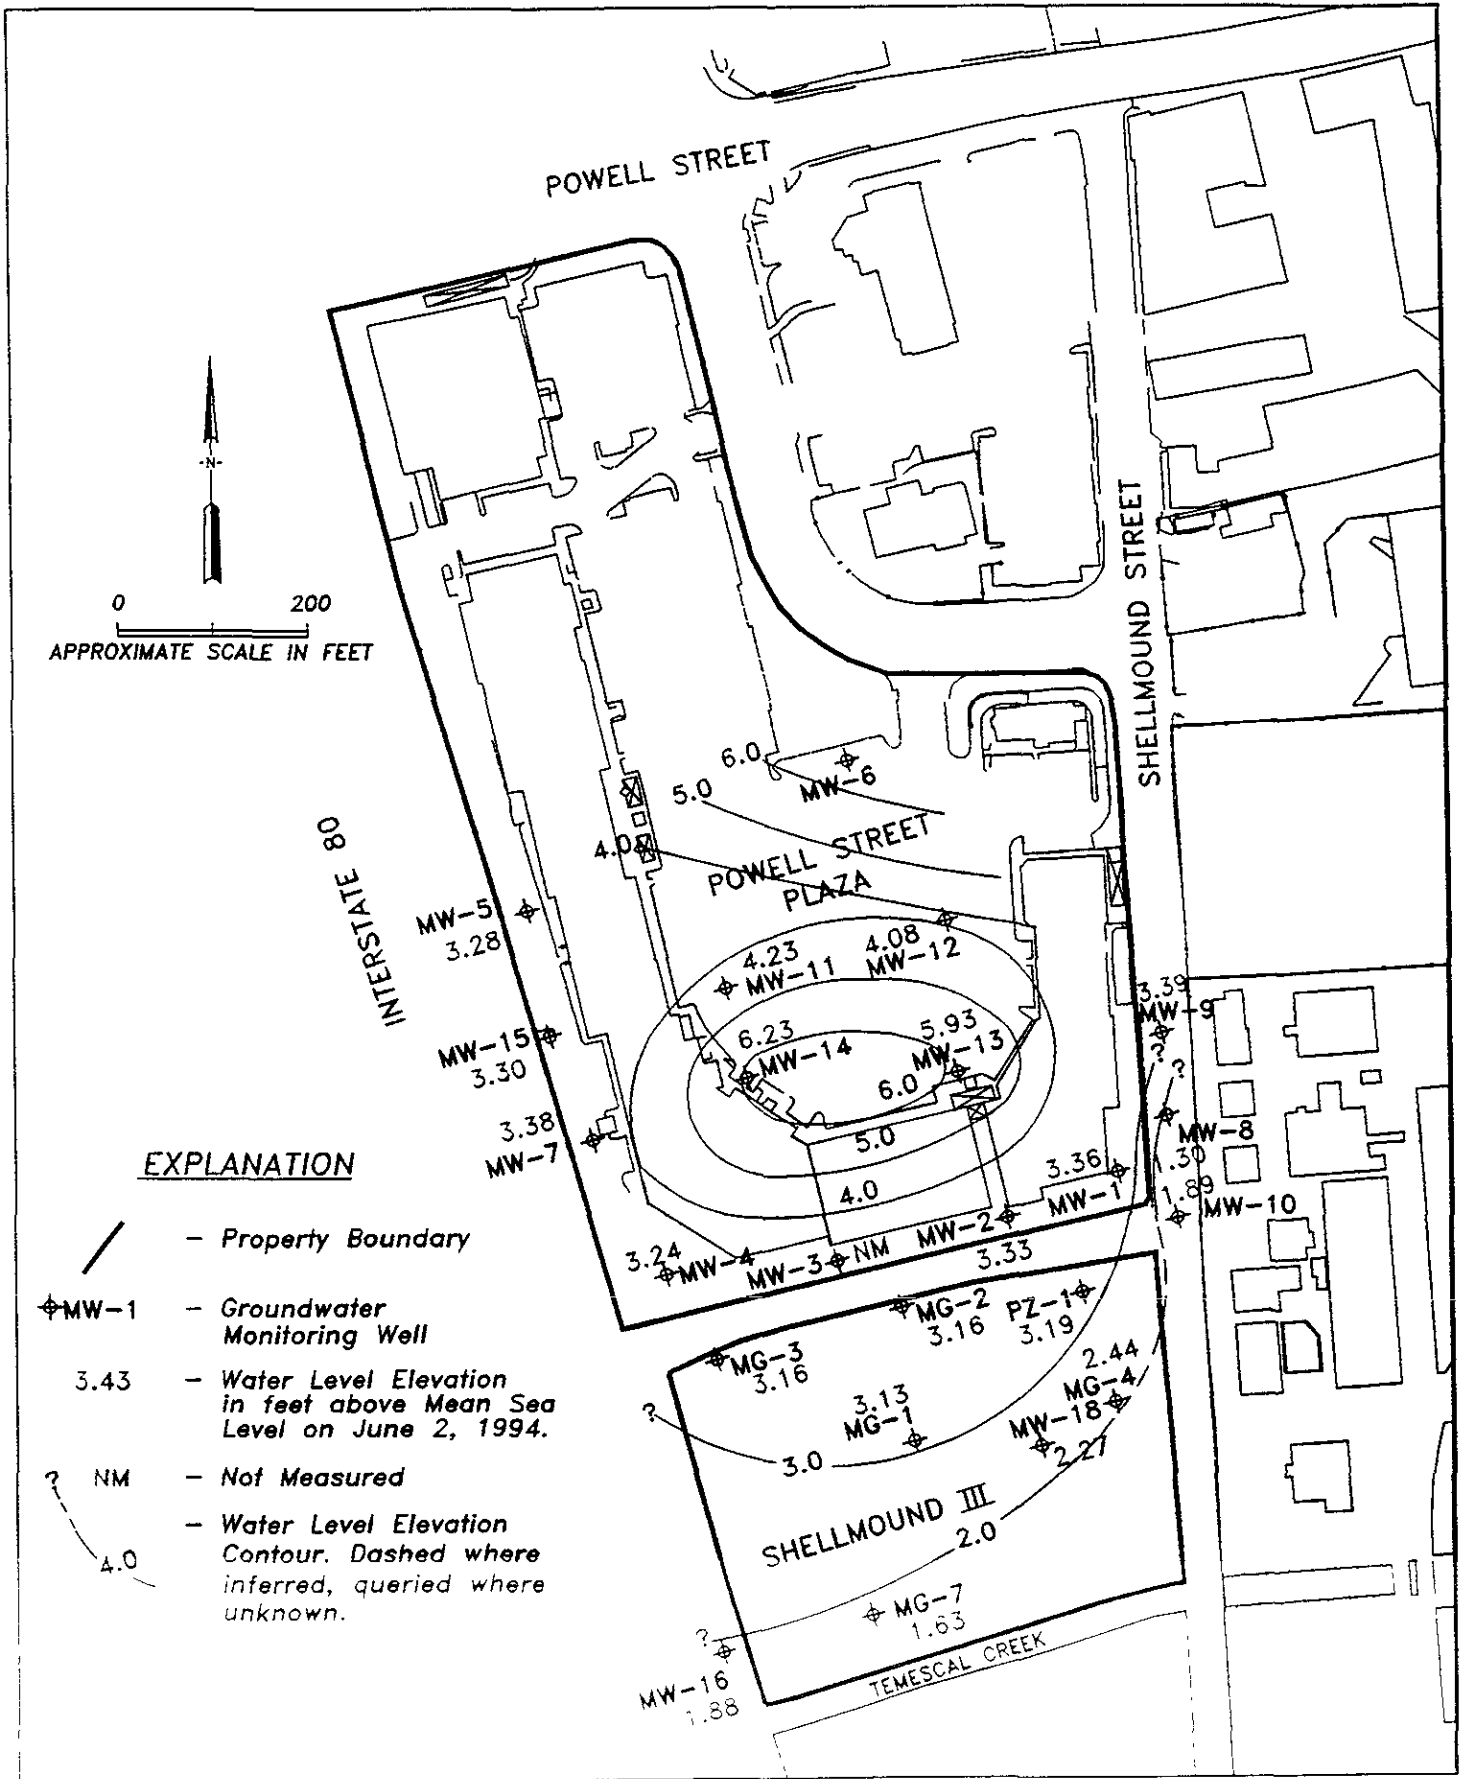 POWELL STREET
-N-
0 200
APPROXIMATE SCALE IN FEET
SHELLMOUND STREET
INTERSTATE 80
6.0
MW-6
5.0
4.0
POWELL STREET
PLAZA
MW-5
3.28
4.23
MW-11
4.08
MW-12
3.39
MW-9
MW-15
3.30
6.23
MW-14
5.93
MW-13
6.0
?
?
3.38
MW-7
5.0
MW-8
1.30
4.0
3.36
MW-1
1.89
MW-10
MW-2
3.33
3.24
MW-4
MW-3
NM
MG-2
3.16
PZ-1
3.19
MG-3
3.16
2.44
MG-4
3.13
MG-1
MW-18
2.27
?
3.0
SHELLMOUND III
2.0
MG-7
1.63
?
MW-16
1.88
TEMESCAL CREEK
EXPLANATION
- Property Boundary
MW-1 - Groundwater
Monitoring Well
3.43 - Water Level Elevation
in feet above Mean Sea
Level on June 2, 1994.
NM - Not Measured
? 4.0 - Water Level Elevation
Contour. Dashed where
inferred, queried where
unknown.